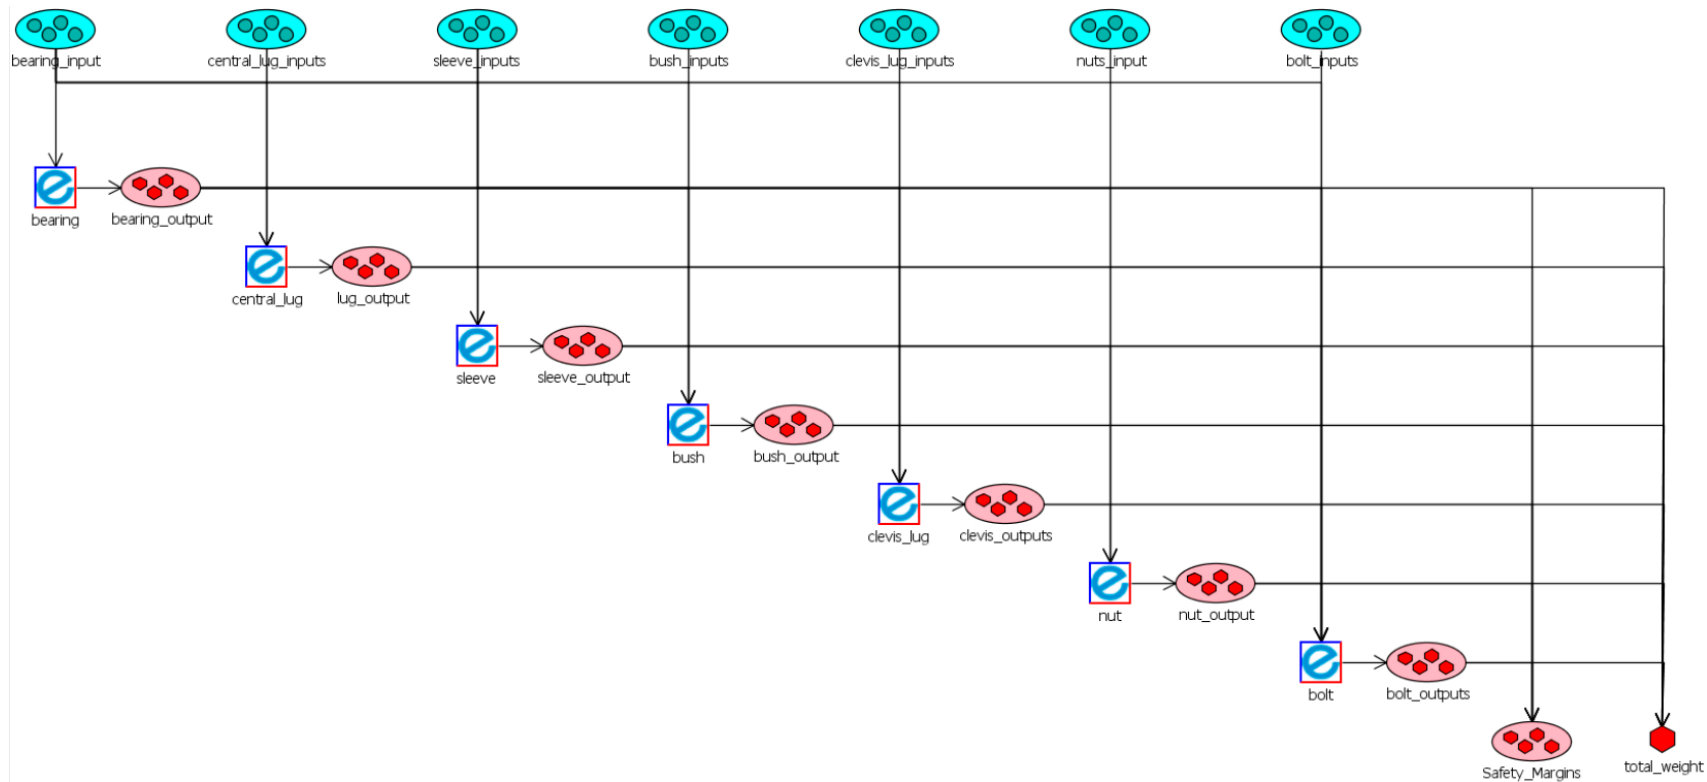 bearing_input
central_lug_inputs
sleeve_inputs
bush_inputs
clevis_lug_inputs
nuts_input
bolt_inputs
bearing
bearing_output
central_lug
lug_output
sleeve
sleeve_output
bush
bush_output
clevis_lug
clevis_outputs
nut
nut_output
bolt
bolt_outputs
Safety_Margins
total_weight